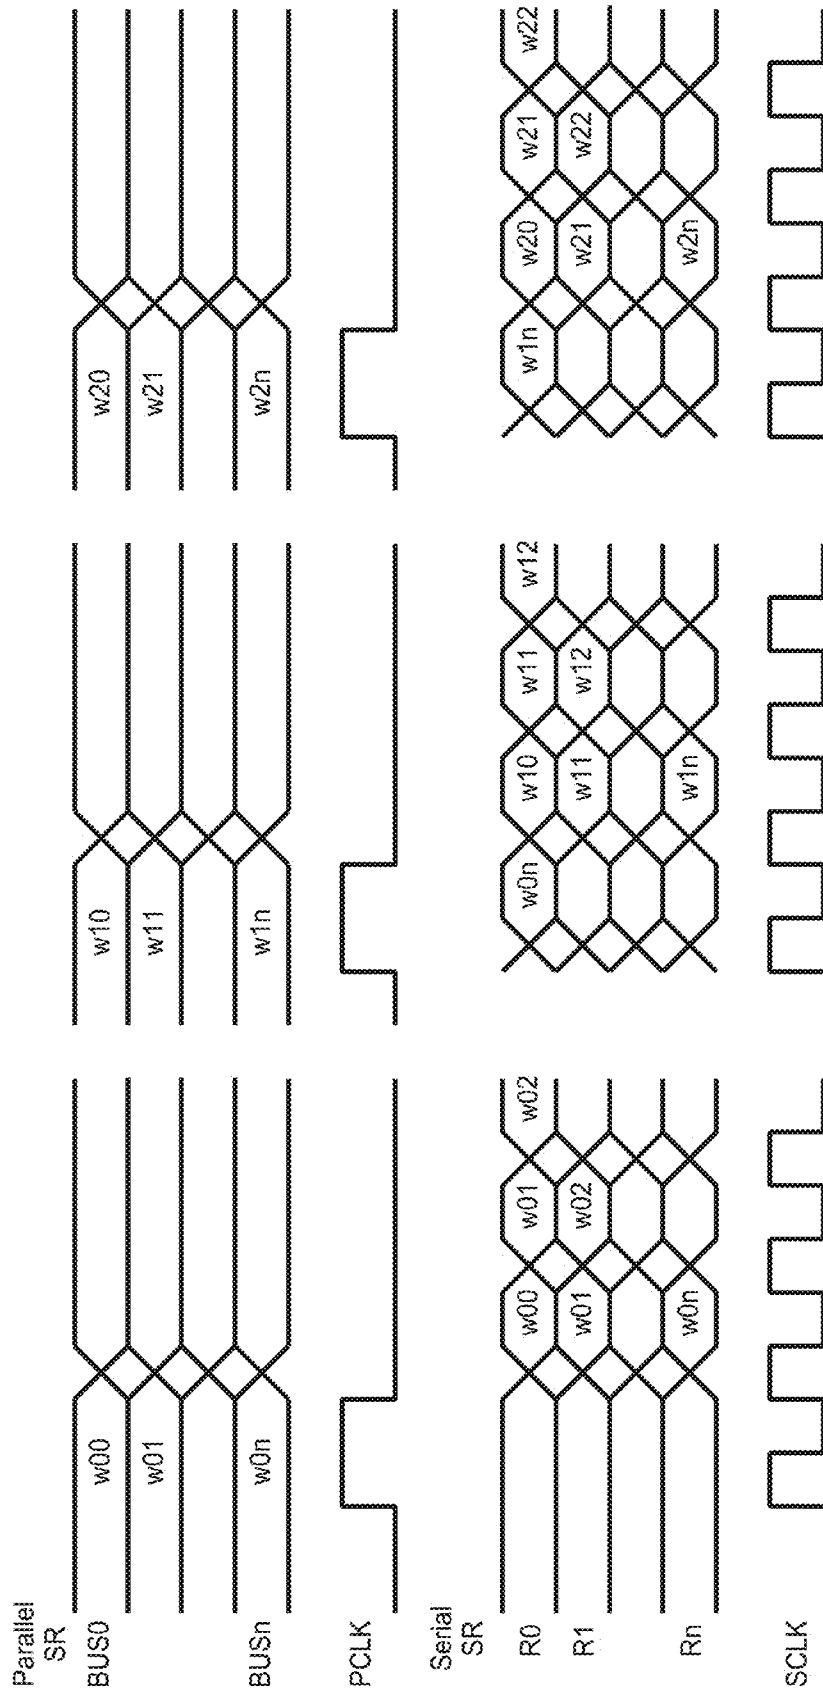 Parallel
SR
BUS0 w00 w10 w20
w01 w11 w21
BUSn w0n w1n w2n
PCLK
Serial
SR
R0 w00 w01 w02 w0n w10 w11 w12 w1n w20 w21 w22
R1 w01 w02 w11 w12 w21 w22
Rn w0n w1n w2n
SCLK